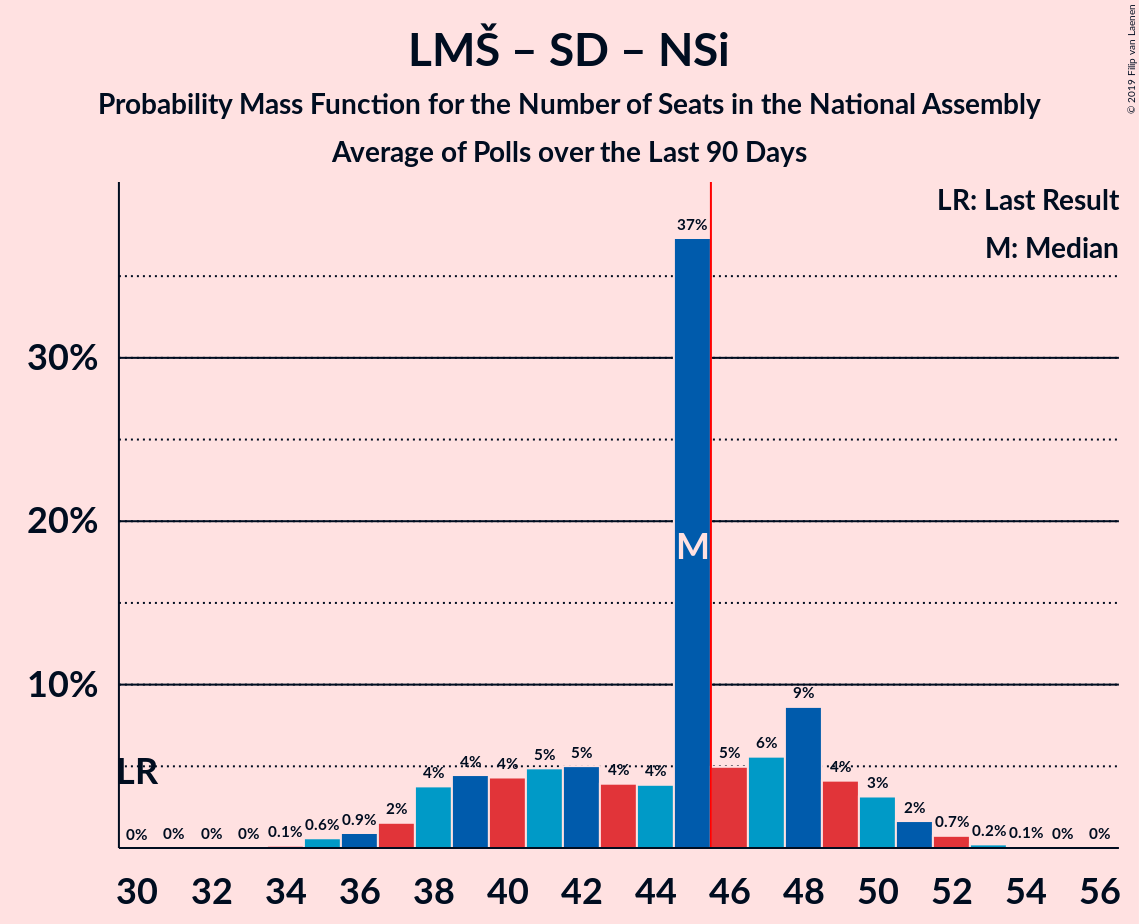 LMŠ – SD – NSi
Probability Mass Function for the Number of Seats in the National Assembly
Average of Polls over the Last 90 Days
© 2019 Filip van Laenen
LR: Last Result
M: Median
30%
20%
10%
LR
M
0% 0% 0% 0% 0.1% 0.6% 0.9% 2% 4% 4% 4% 5% 5% 4% 4% 37% 5% 6% 9% 4% 3% 2% 0.7% 0.2% 0.1% 0% 0%
30 32 34 36 38 40 42 44 46 48 50 52 54 56